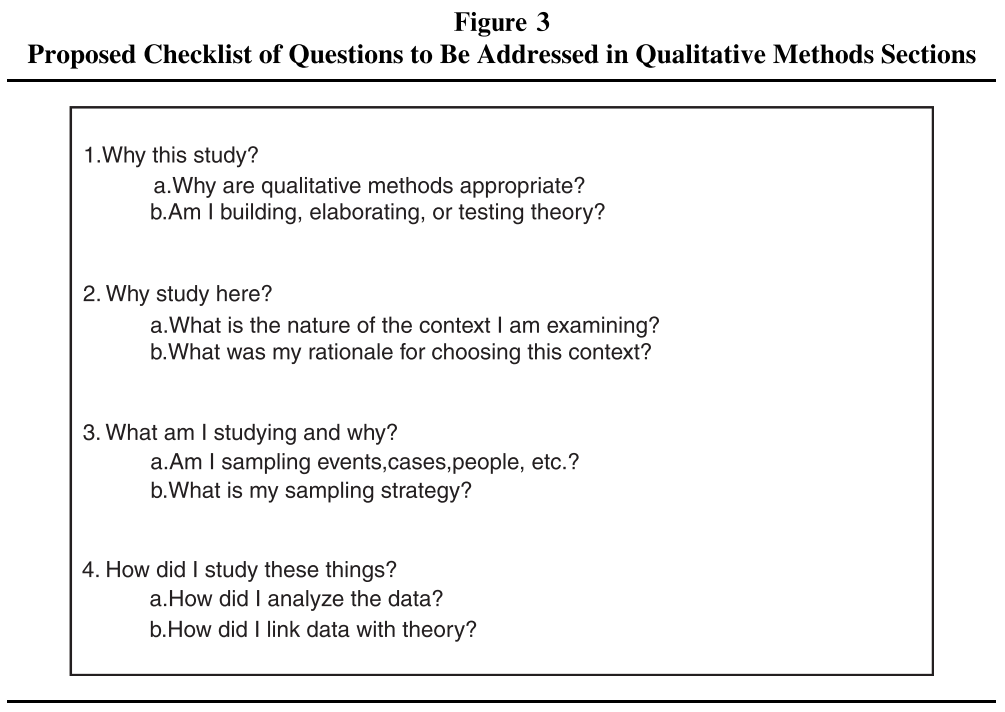 Figure 3
Proposed Checklist of Questions to Be Addressed in Qualitative Methods Sections
1.Why this study?
a.Why are qualitative methods appropriate?
b.Am I building, elaborating, or testing theory?
2. Why study here?
a.What is the nature of the context I am examining?
b.What was my rationale for choosing this context?
3. What am I studying and why?
a.Am I sampling events,cases,people, etc.?
b.What is my sampling strategy?
4. How did I study these things?
a.How did I analyze the data?
b.How did I link data with theory?